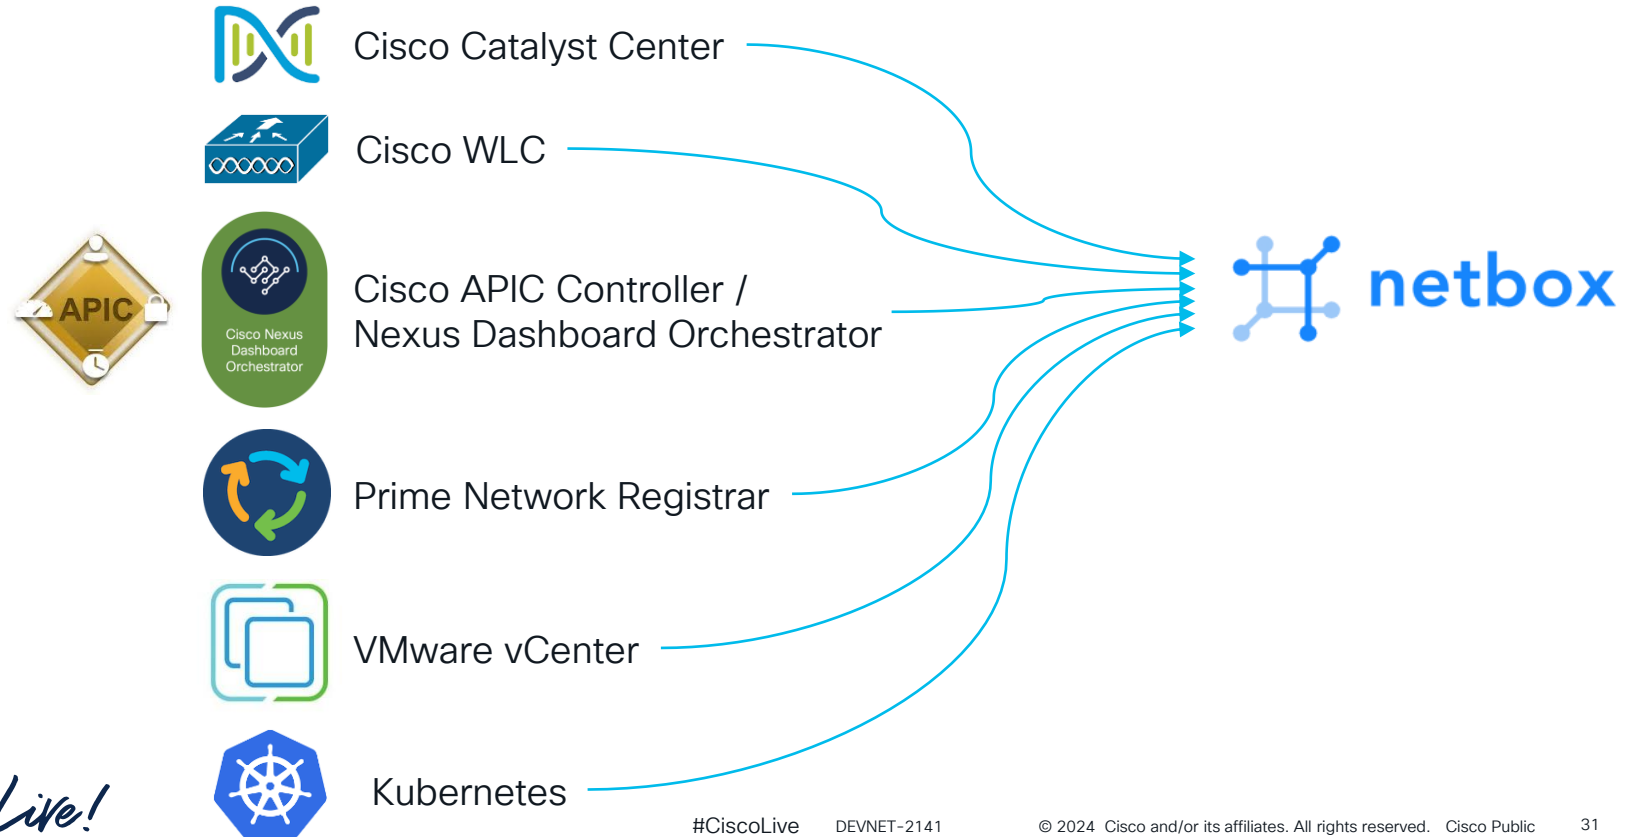 Cisco Catalyst Center
Cisco WLC
APIC
Cisco Nexus
Dashboard
Orchestrator
Cisco APIC Controller /
Nexus Dashboard Orchestrator
netbox
Prime Network Registrar
VMware vCenter
Kubernetes
Live!
#CiscoLive DEVNET-2141 © 2024 Cisco and/or its affiliates. All rights reserved. Cisco Public 31